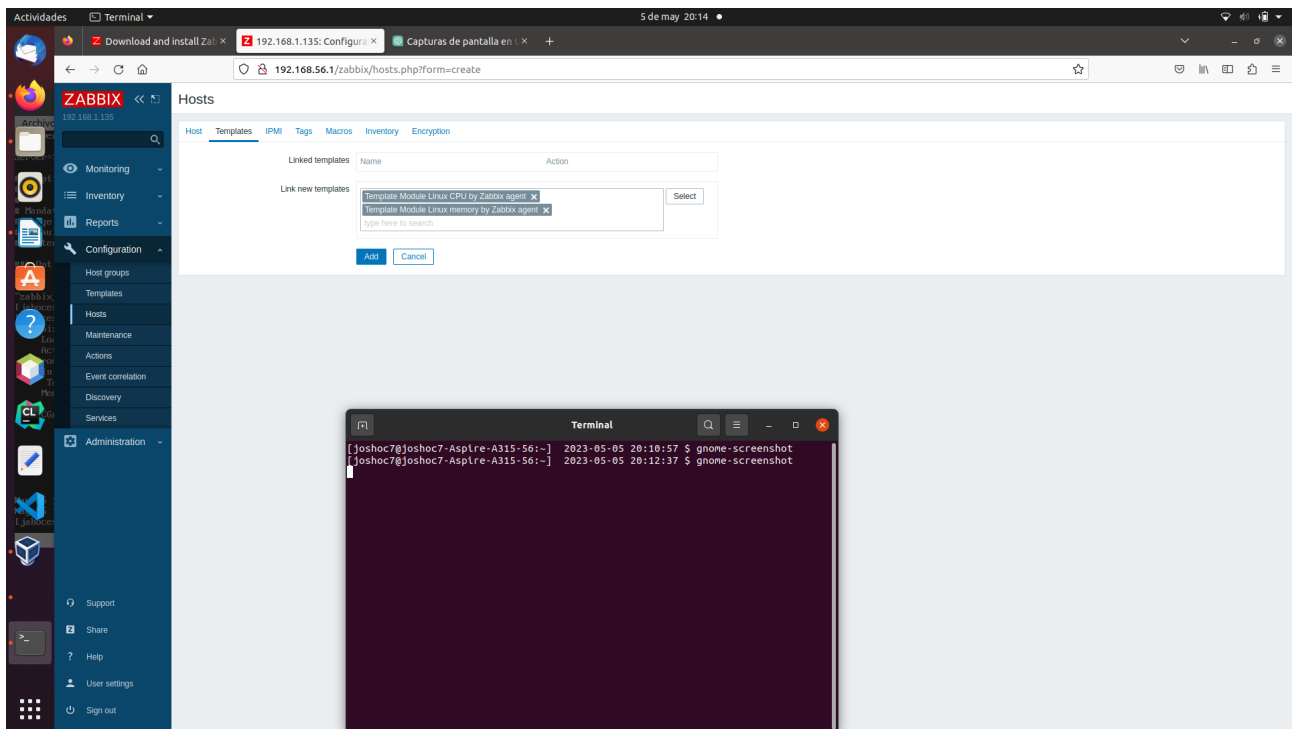 Actividades Terminal 5 de may 20:14
Download and install Zab 192.168.1.135: Configura Capturas de pantalla en U
192.168.56.1/zabbix/hosts.php?form=create
ZABBIX
192.168.1.135
Hosts
Host Templates IPMI Tags Macros Inventory Encryption
Linked templates Name Action
Link new templates
Template Module Linux CPU by Zabbix agent
Template Module Linux memory by Zabbix agent
type here to search
Select
Add Cancel
Monitoring
Inventory
Reports
Configuration
Host groups
Templates
Hosts
Maintenance
Actions
Event correlation
Discovery
Services
Administration
Support
Share
Help
User settings
Sign out
Terminal
[joshoc7@joshoc7-Aspire-A315-56:~] 2023-05-05 20:10:57 $ gnome-screenshot
[joshoc7@joshoc7-Aspire-A315-56:~] 2023-05-05 20:12:37 $ gnome-screenshot